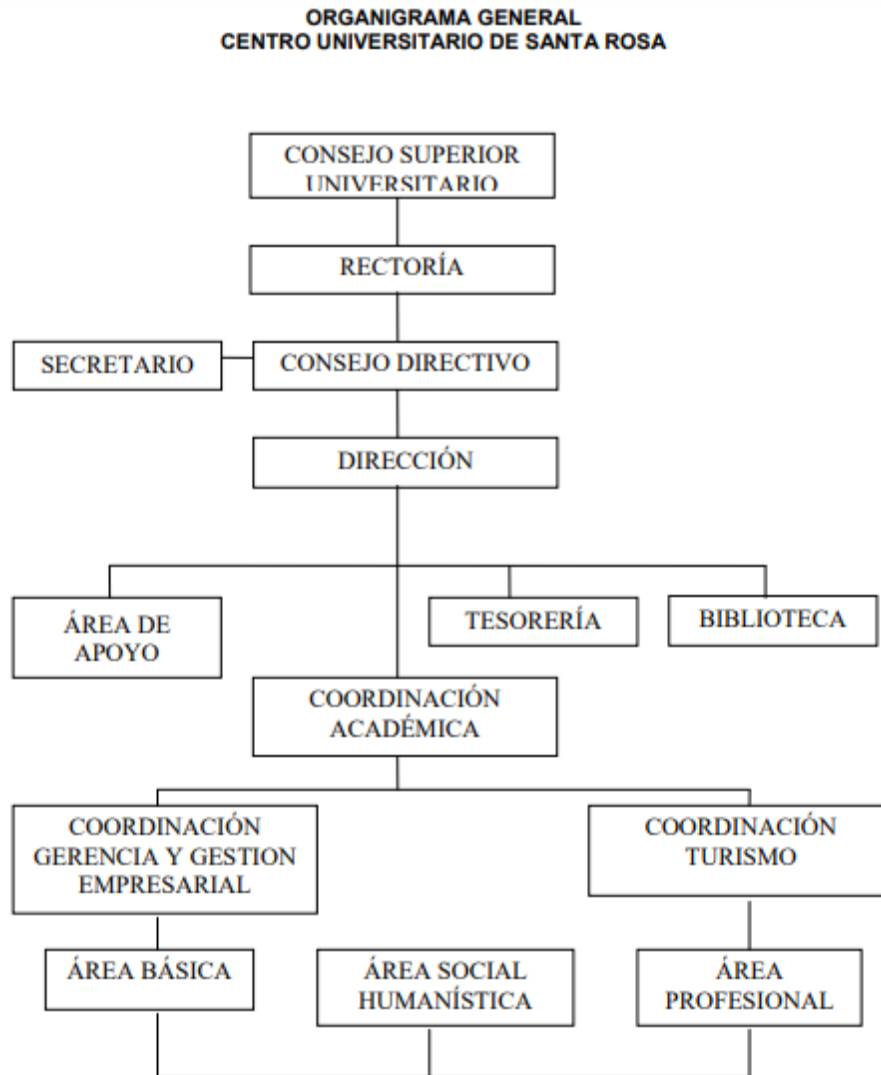 ORGANIGRAMA GENERAL
CENTRO UNIVERSITARIO DE SANTA ROSA
CONSEJO SUPERIOR
UNIVERSITARIO
RECTORÍA
SECRETARIO
CONSEJO DIRECTIVO
DIRECCIÓN
ÁREA DE
APOYO
TESORERÍA
BIBLIOTECA
COORDINACIÓN
ACADÉMICA
COORDINACIÓN
GERENCIA Y GESTION
EMPRESARIAL
COORDINACIÓN
TURISMO
ÁREA BÁSICA
ÁREA SOCIAL
HUMANÍSTICA
ÁREA
PROFESIONAL